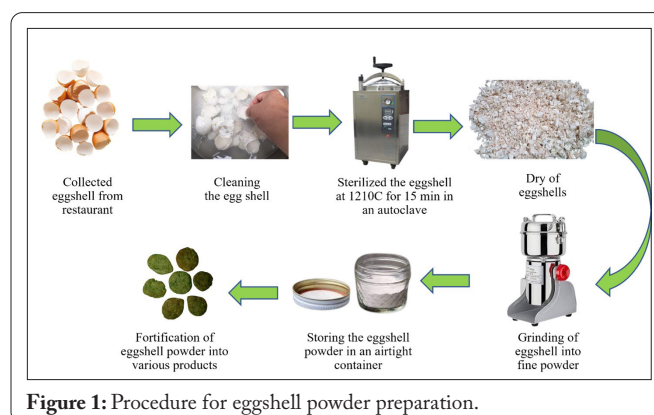 Collected
eggshell from
restaurant
Cleaning
the egg shell
Sterilized the eggshell
at 1210C for 15 min in
an autoclave
Dry of
eggshells
Fortification of
eggshell powder into
various products
Storing the eggshell
powder in an airtight
container
Grinding of
eggshell into
fine powder
Figure 1: Procedure for eggshell powder preparation.